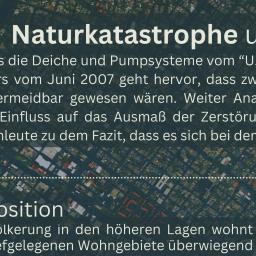 Naturkatastrophe
s die Deiche und Pumpsysteme vom “U.
s vom Juni 2007 geht hervor, dass zw
ermeidbar gewesen wären. Weiter Ana
Einfluss auf das Ausmaß der Zerstöru
leute zu dem Fazit, dass es sich bei den
osition
ölkerung in den höheren Lagen wohnt
efgelegenen Wohngebiete überwiegend